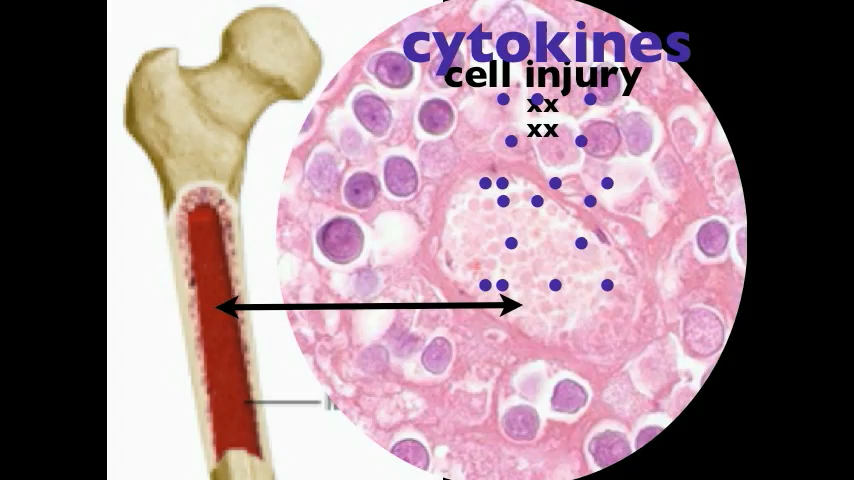 cytokines
cell injury
xx
xx